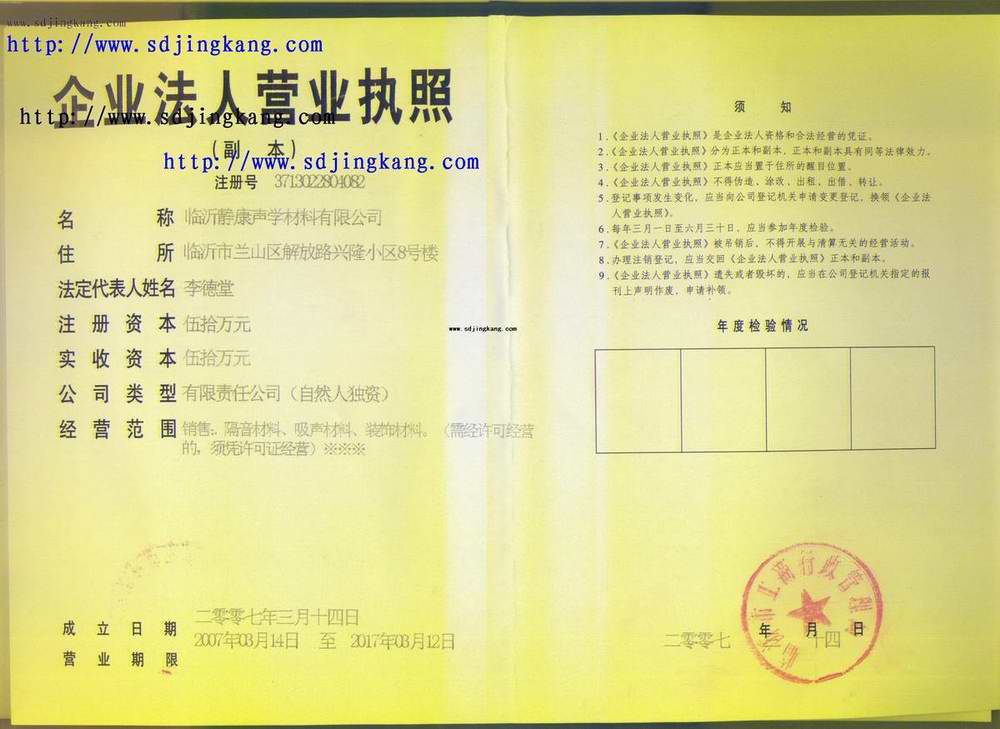 www.sdjingkang.com
http://www.sdjingkang.com
企业法人营业执照
http://www.sdjingkang.com
(副 本)
http://www.sdjingkang.com
注册号 3713022804082
名 称 临沂静康声学材料有限公司
住 所 临沂市兰山区解放路兴隆小区8号楼
法定代表人姓名 李德堂
注 册 资 本 伍拾万元
实 收 资 本 伍拾万元
公 司 类 型 有限责任公司（自然人独资）
经 营 范 围 销售:、隔音材料、吸声材料、装饰材料。（需经许可经营
的，须凭许可证经营）※※※
成 立 日 期 二零零七年三月十四日
营 业 期 限 2007年03月14日 至 2017年03月12日
www.sdjingkang.com
须 知
1.《企业法人营业执照》是企业法人资格和合法经营的凭证。
2.《企业法人营业执照》分为正本和副本，正本和副本具有同等法律效力。
3.《企业法人营业执照》正本应当置于住所的醒目位置。
4.《企业法人营业执照》不得伪造、涂改、出租、出借、转让。
5.登记事项发生变化，应当向公司登记机关申请变更登记，换领《企业法
人营业执照》。
6.每年三月一日至六月三十日，应当参加年度检验。
7.《企业法人营业执照》被吊销后，不得开展与清算无关的经营活动。
8.办理注销登记，应当交回《企业法人营业执照》正本和副本。
9.《企业法人营业执照》遗失或者毁坏的，应当在公司登记机关指定的报
刊上声明作废，申请补领。
年度检验情况
市工商行政管理
二零零七 年 三 月 十四 日